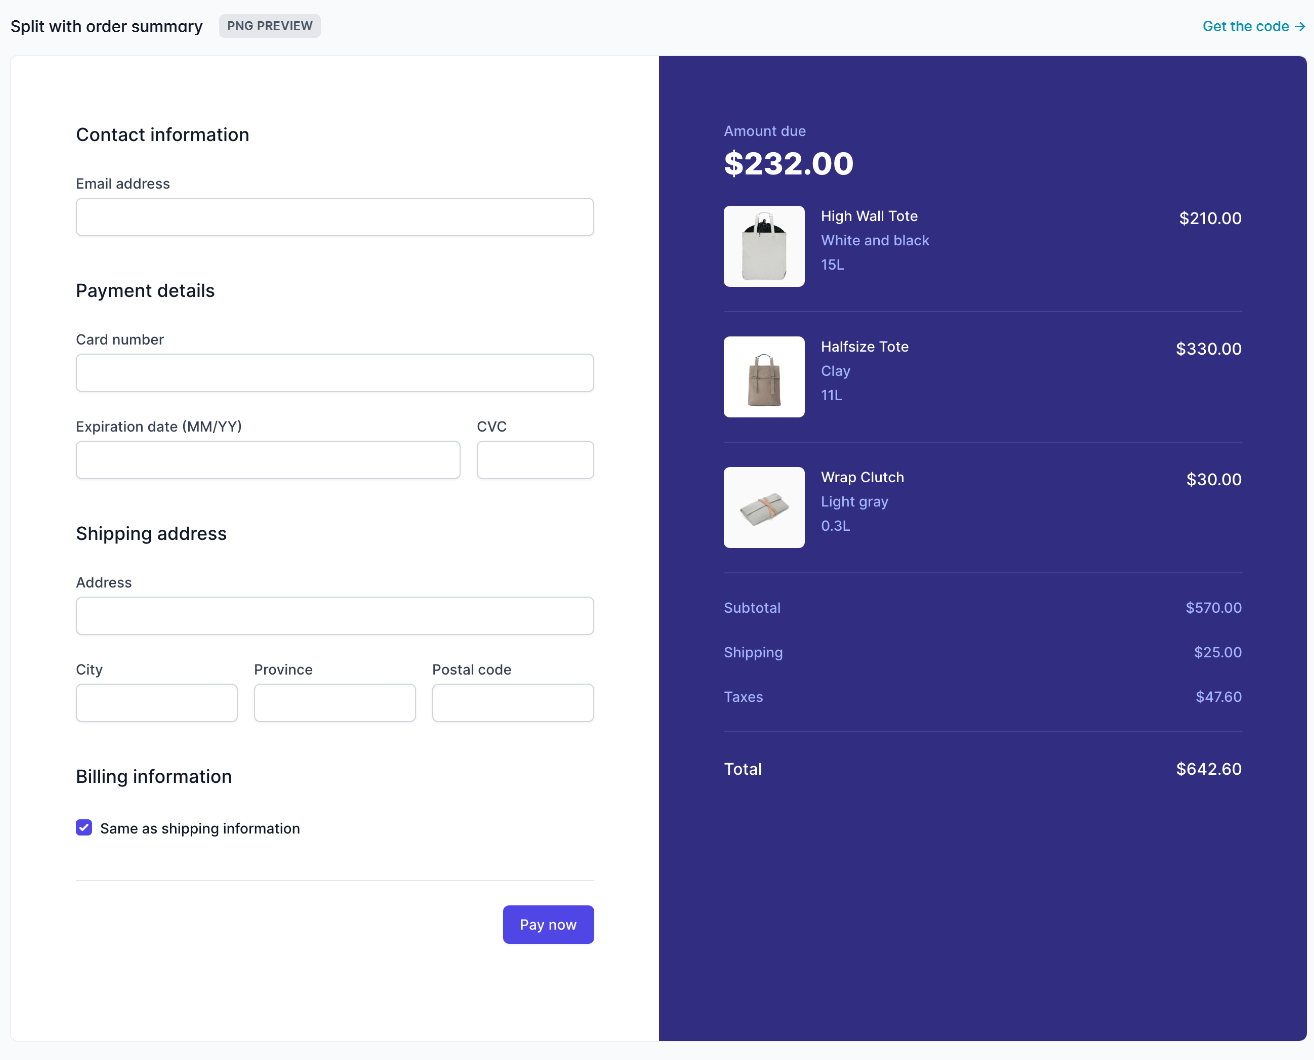 Split with order summary PNG PREVIEW Get the code →
Contact information
Email address
Payment details
Card number
Expiration date (MM/YY) CVC
Shipping address
Address
City Province Postal code
Billing information
Same as shipping information
Pay now
Amount due
$232.00
High Wall Tote $210.00
White and black
15L
Halfsize Tote $330.00
Clay
11L
Wrap Clutch $30.00
Light gray
0.3L
Subtotal $570.00
Shipping $25.00
Taxes $47.60
Total $642.60